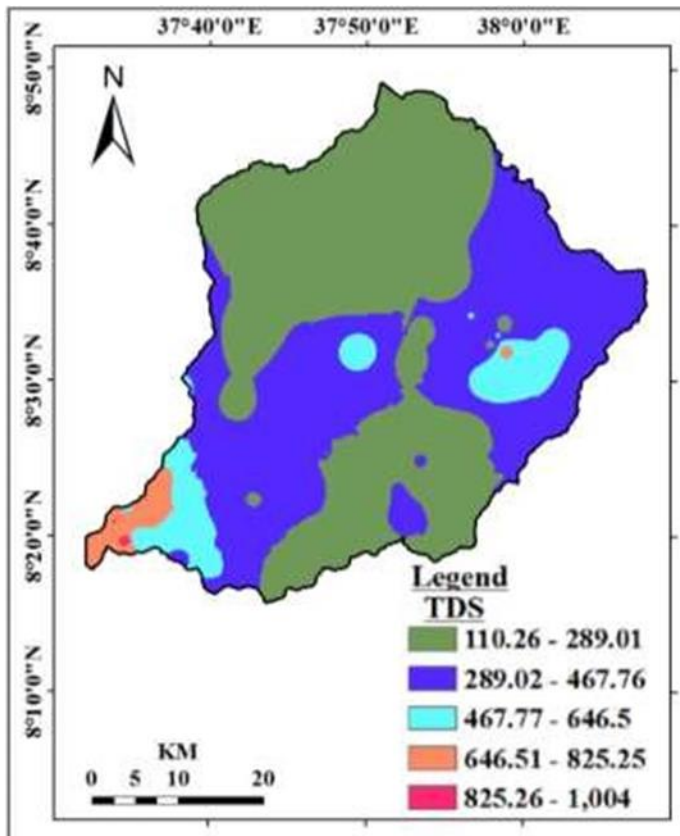 37°40'0"E 37°50'0"E 38°0'0"E
8°50'0"N
8°40'0"N
8°30'0"N
8°20'0"N
8°10'0"N
N
Legend
TDS
110.26 - 289.01
289.02 - 467.76
467.77 - 646.5
646.51 - 825.25
825.26 - 1,004
KM
0 5 10 20